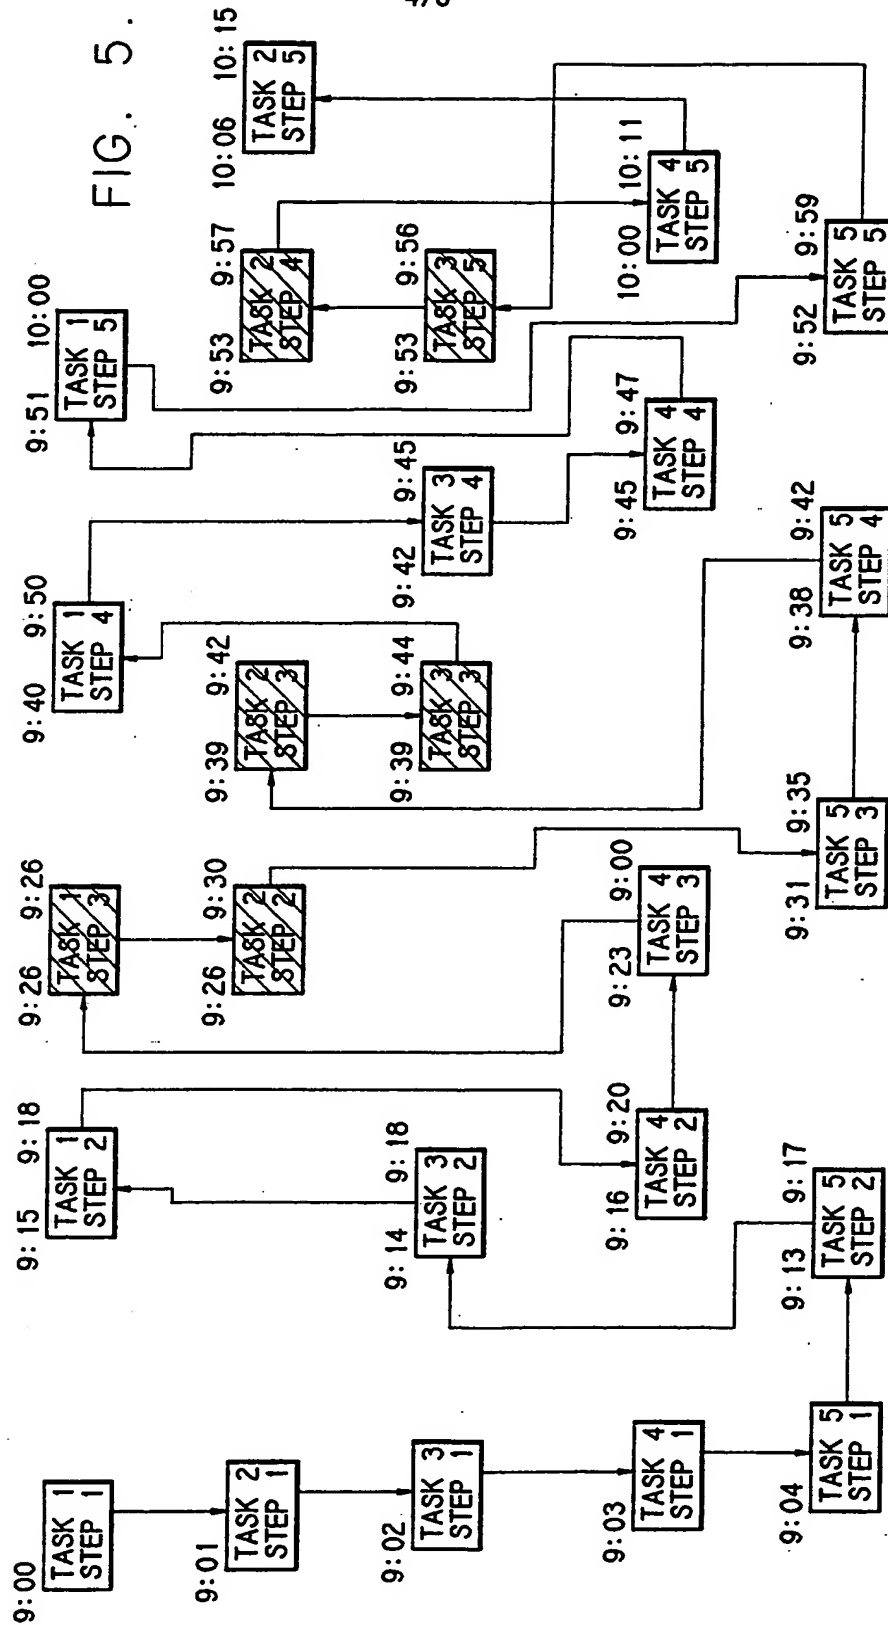 FIG. 5.
9:00
TASK 1
STEP 1
9:15 9:18
TASK 1
STEP 2
9:26 9:26
TASK 1
STEP 3
9:40 9:50
TASK 1
STEP 4
9:51 10:00
TASK 1
STEP 5
9:01
TASK 2
STEP 1
9:26 9:30
TASK 2
STEP 2
9:39 9:42
TASK 2
STEP 3
9:53 9:57
TASK 2
STEP 4
10:06 10:15
TASK 2
STEP 5
9:02
TASK 3
STEP 1
9:14 9:18
TASK 3
STEP 2
9:39 9:44
TASK 3
STEP 3
9:42 9:45
TASK 3
STEP 4
9:53 9:56
TASK 3
STEP 5
9:03
TASK 4
STEP 1
9:16 9:20
TASK 4
STEP 2
9:23 9:00
TASK 4
STEP 3
9:45 9:47
TASK 4
STEP 4
10:00 10:11
TASK 4
STEP 5
9:04
TASK 5
STEP 1
9:13 9:17
TASK 5
STEP 2
9:31 9:35
TASK 5
STEP 3
9:38 9:42
TASK 5
STEP 4
9:52 9:59
TASK 5
STEP 5